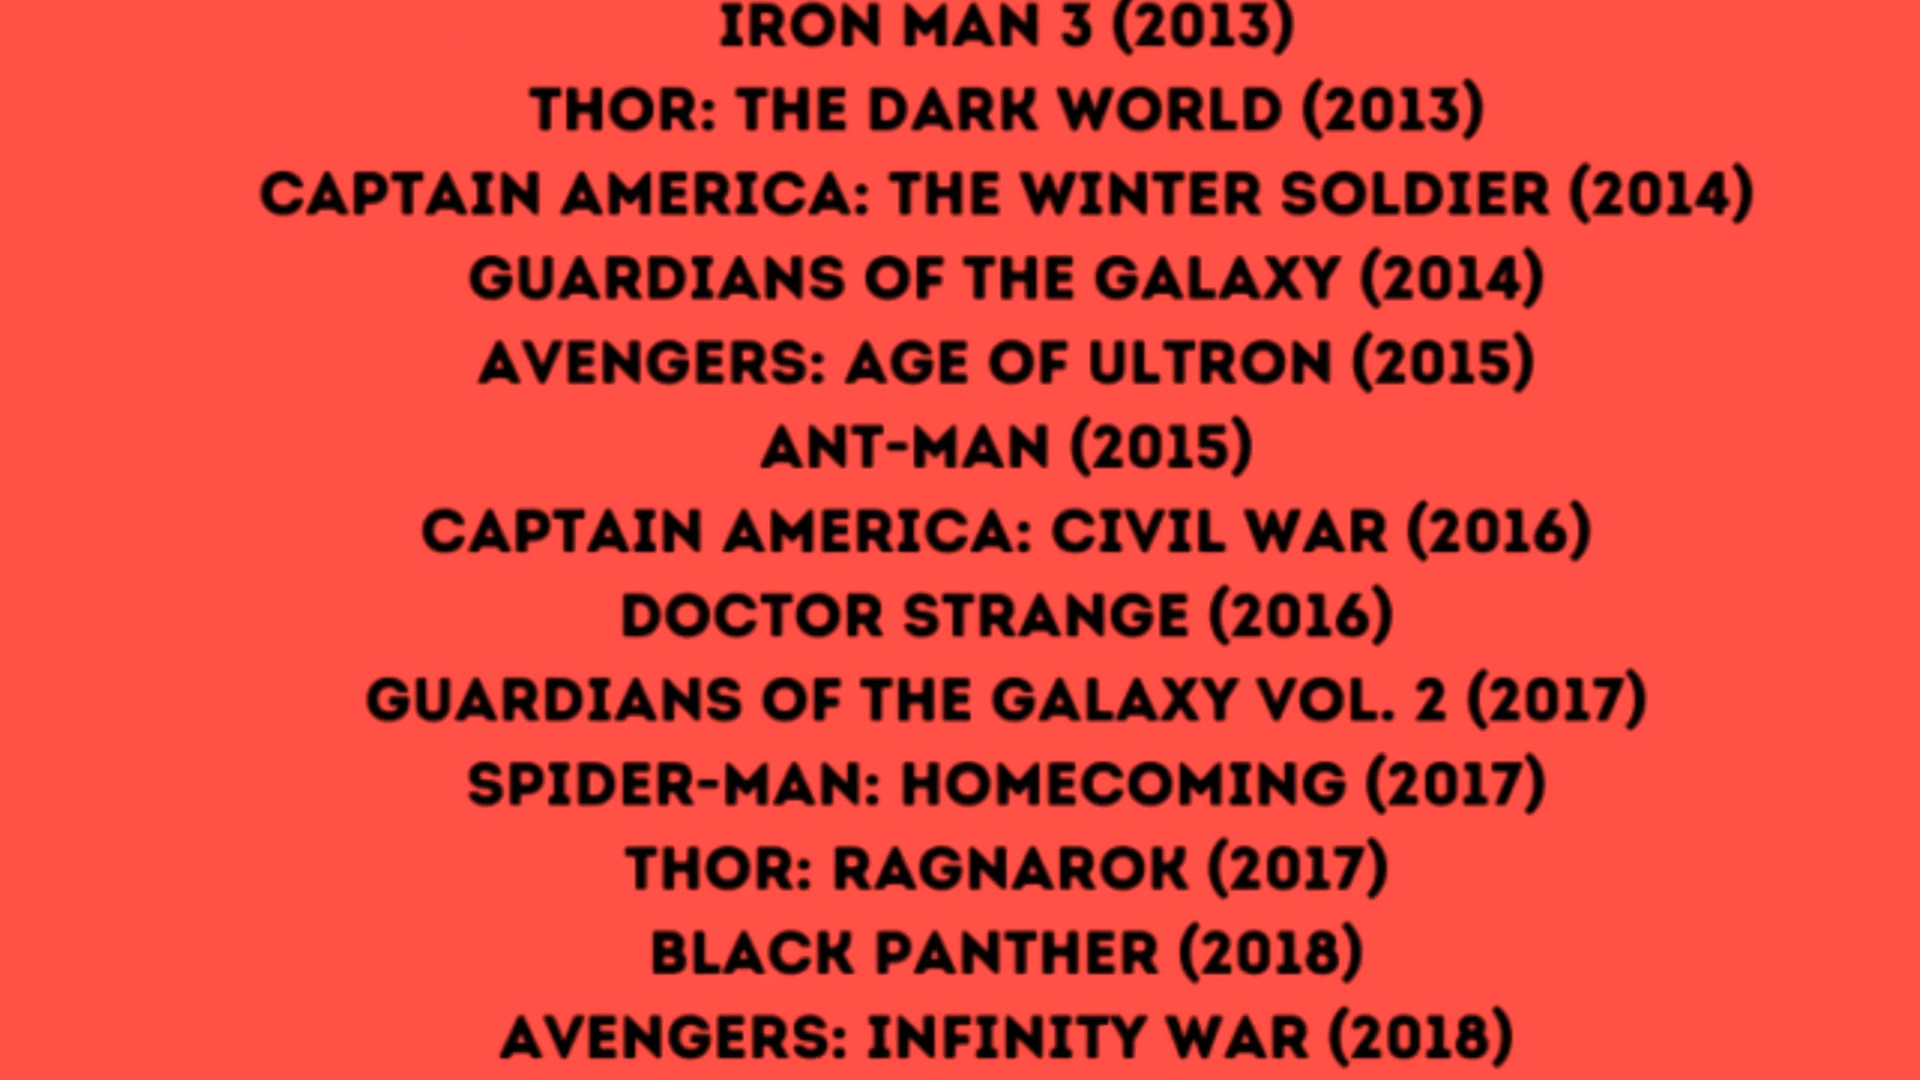 IRON MAN 3 (2013)
THOR: THE DARK WORLD (2013)
CAPTAIN AMERICA: THE WINTER SOLDIER (2014)
GUARDIANS OF THE GALAXY (2014)
AVENGERS: AGE OF ULTRON (2015)
ANT-MAN (2015)
CAPTAIN AMERICA: CIVIL WAR (2016)
DOCTOR STRANGE (2016)
GUARDIANS OF THE GALAXY VOL. 2 (2017)
SPIDER-MAN: HOMECOMING (2017)
THOR: RAGNAROK (2017)
BLACK PANTHER (2018)
AVENGERS: INFINITY WAR (2018)